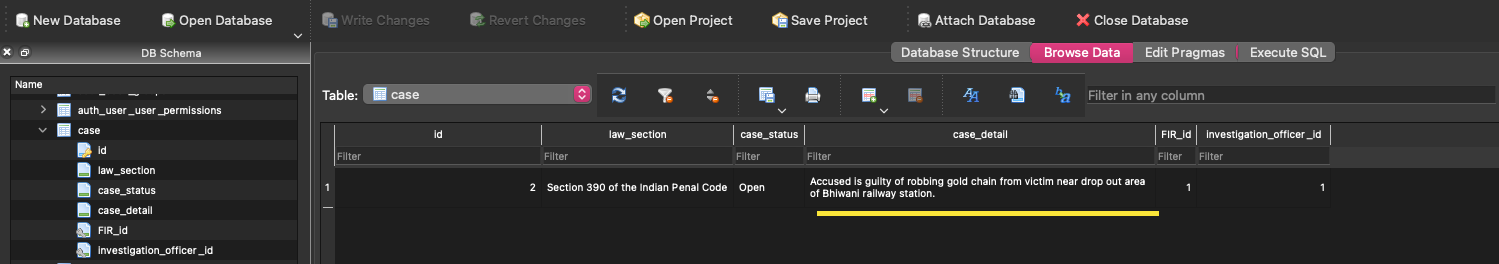 New Database Open Database Write Changes Revert Changes Open Project Save Project Attach Database Close Database
DB Schema
Database Structure Browse Data Edit Pragmas Execute SQL
Name
auth_user_user_permissions
case
id
law_section
case_status
case_detail
FIR_id
investigation_officer_id
Table: case Filter in any column
id law_section case_status case_detail FIR_id investigation_officer_id
Filter Filter Filter Filter Filter Filter
1 2 Section 390 of the Indian Penal Code Open Accused is guilty of robbing gold chain from victim near drop out area 1 1
of Bhiwani railway station.